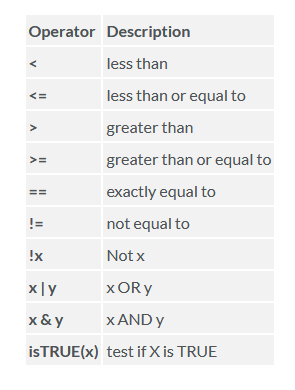 Operator Description
< less than
<= less than or equal to
> greater than
>= greater than or equal to
== exactly equal to
!= not equal to
!x Not x
x | y x OR y
x & y x AND y
isTRUE(x) test if X is TRUE